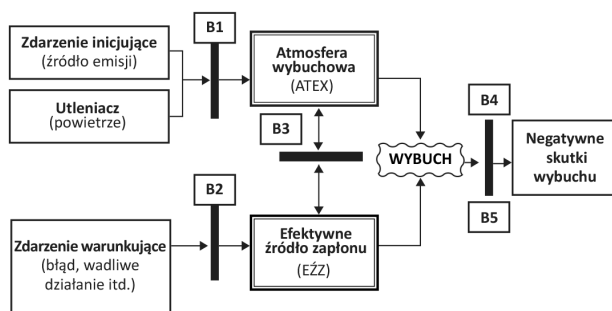 B1
Zdarzenie inicjujące
(źródło emisji)
Utleniacz
(powietrze)
Atmosfera
wybuchowa
(ATEX)
B3
B4
WYBUCH
Negatywne
skutki
wybuchu
B5
B2
Zdarzenie warunkujące
(błąd, wadliwe
działanie itd.)
Efektywne
źródło zapłonu
(EŹZ)